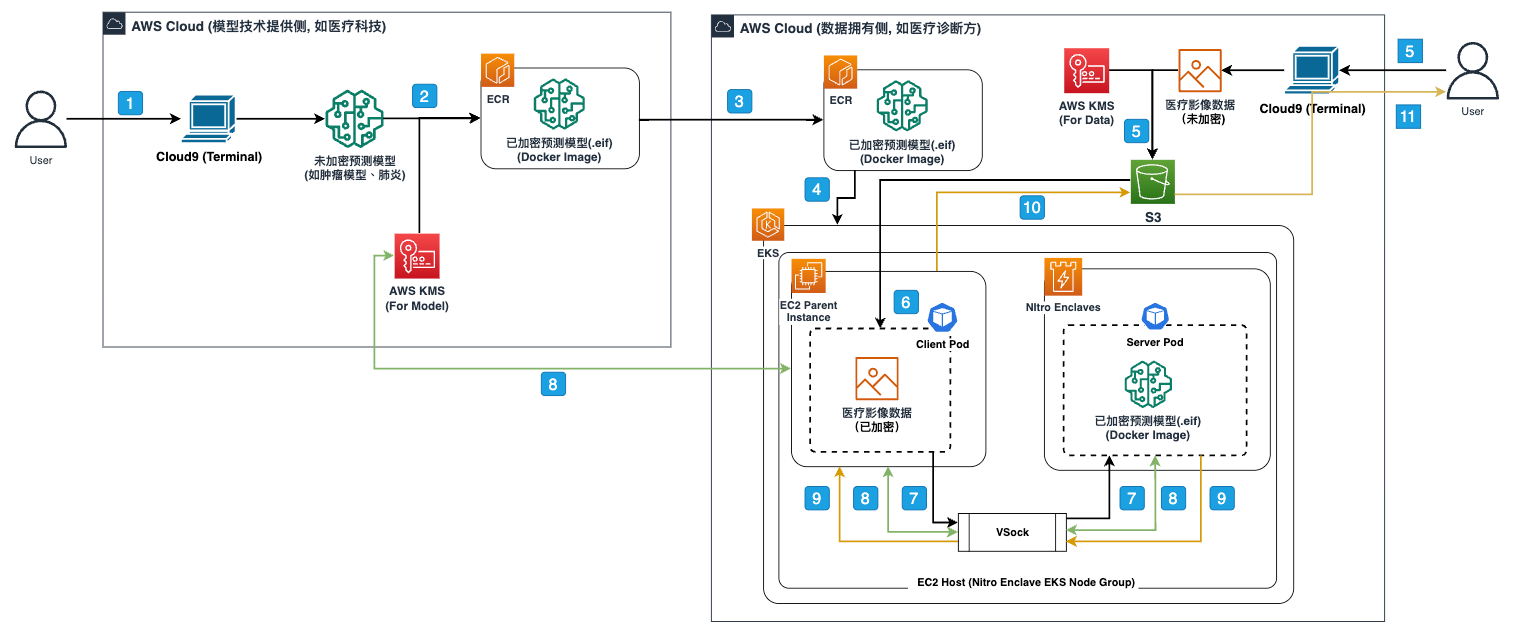 AWS Cloud (模型技术提供侧, 如医疗科技)
User
1
Cloud9 (Terminal)
未加密预测模型
(如肿瘤模型、肺炎)
2
AWS KMS
(For Model)
ECR
已加密预测模型(.eif)
(Docker Image)
3
8
AWS Cloud (数据拥有侧, 如医疗诊断方)
ECR
已加密预测模型(.eif)
(Docker Image)
4
AWS KMS
(For Data)
医疗影像数据
(未加密)
Cloud9 (Terminal)
5
User
11
5
S3
10
EKS
EC2 Parent
Instance
6
Client Pod
医疗影像数据
(已加密)
NItro Enclaves
Server Pod
已加密预测模型(.eif)
(Docker Image)
9
8
7
7
8
9
VSock
EC2 Host (Nitro Enclave EKS Node Group)